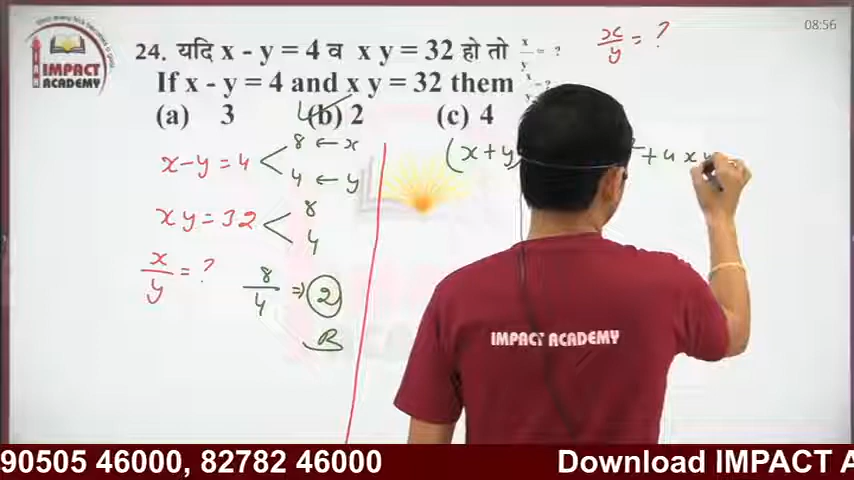 08:56
IMPACT
ACADEMY
24. यदि x - y = 4 व x y = 32 हो तो x/y = ?
x/y = ?
If x - y = 4 and x y = 32 them
(a) 3 (b) 2 (c) 4
x-y = 4 < 8 ← x
4 ← y
xy = 32 < 8
4
x/y = ?
8/4 ⇒ 2
B
(x + y
+ 4 x y
IMPACT ACADEMY
90505 46000, 82782 46000 Download IMPACT A